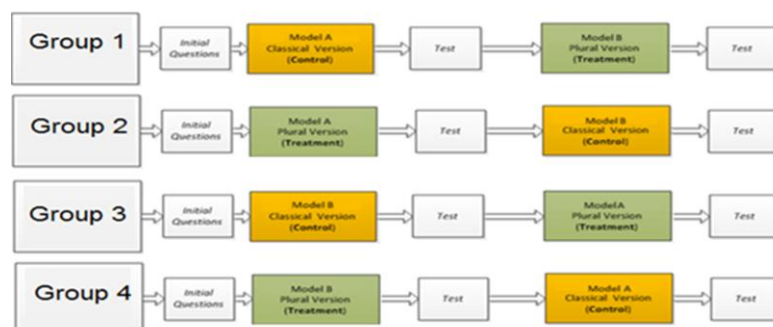 Group 1
Initial
Questions
Model A
Classical Version
(Control)
Test
Model B
Plural Version
(Treatment)
Test
Group 2
Initial
Questions
Model A
Plural Version
(Treatment)
Test
Model B
Classical Version
(Control)
Test
Group 3
Initial
Questions
Model B
Classical Version
(Control)
Test
ModelA
Plural Version
(Treatment)
Test
Group 4
Initial
Questions
Model B
Plural Version
(Treatment)
Test
Model A
Classical Version
(Control)
Test